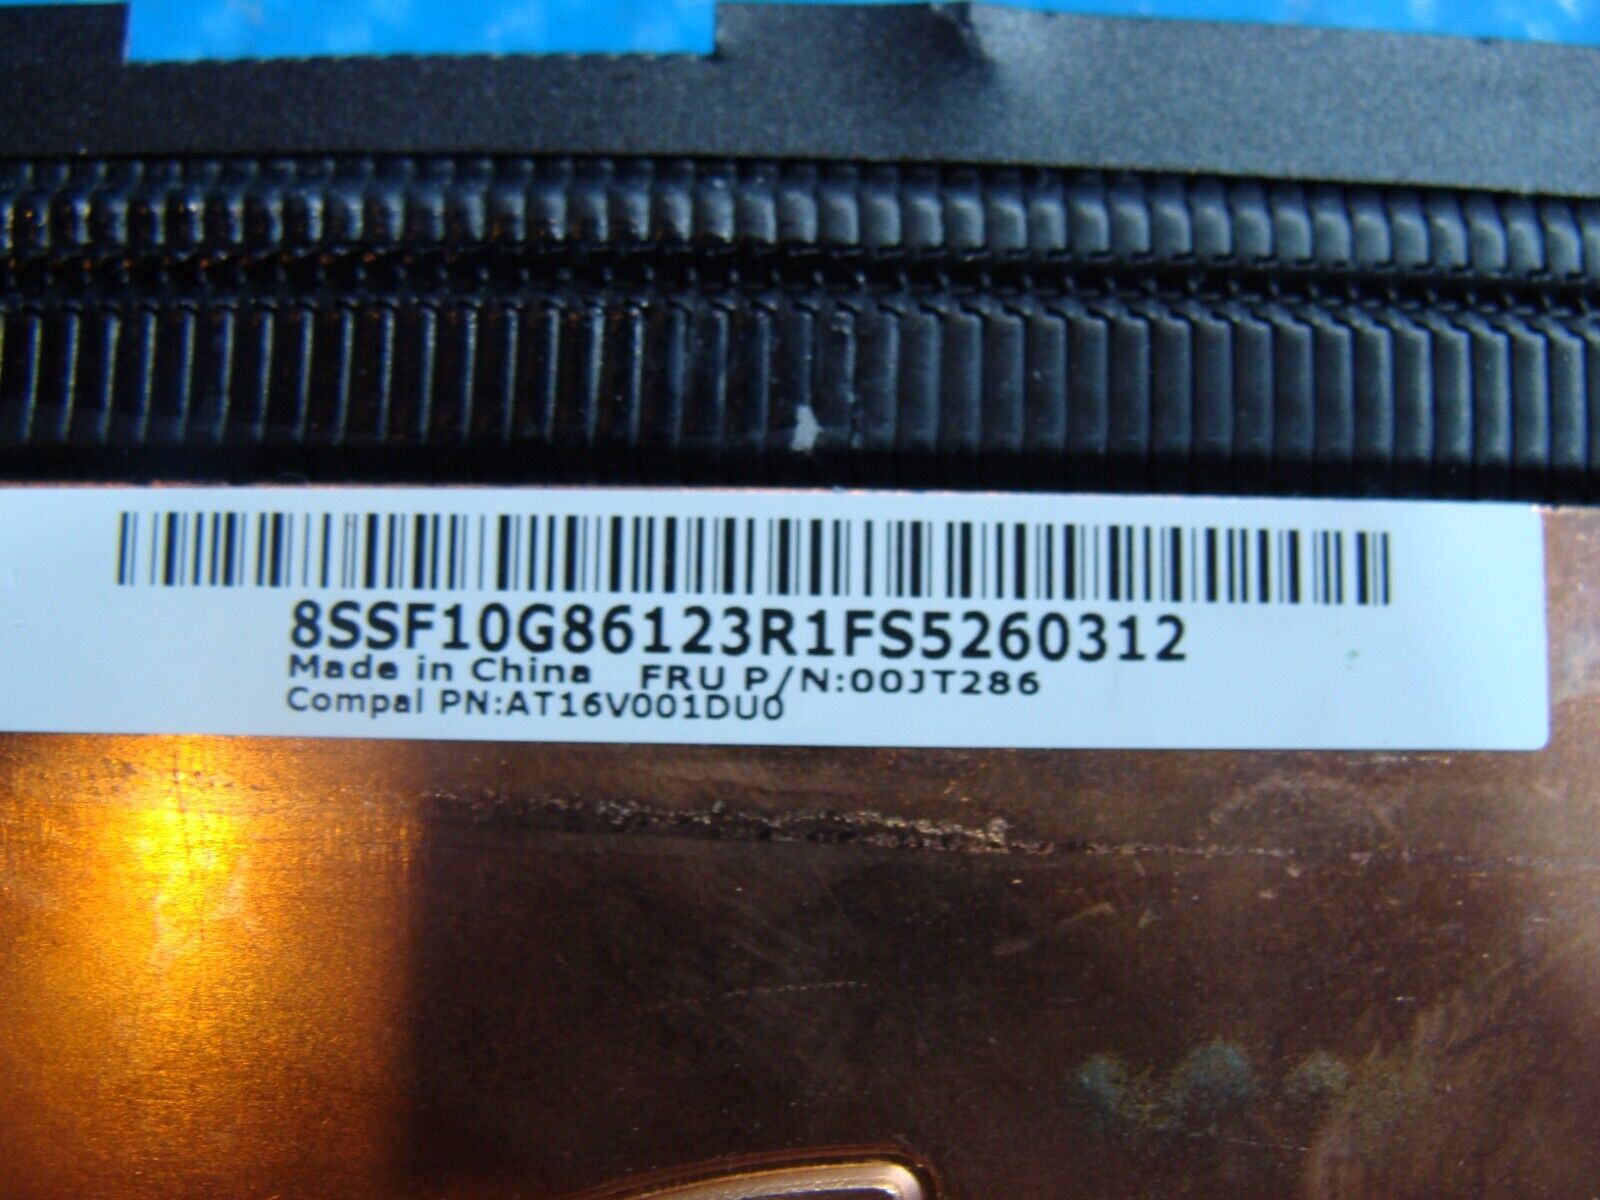 8SSF10G86123R1FS5260312
Made in China FRU P/N:00JT286
Compal PN:AT16V001DU0